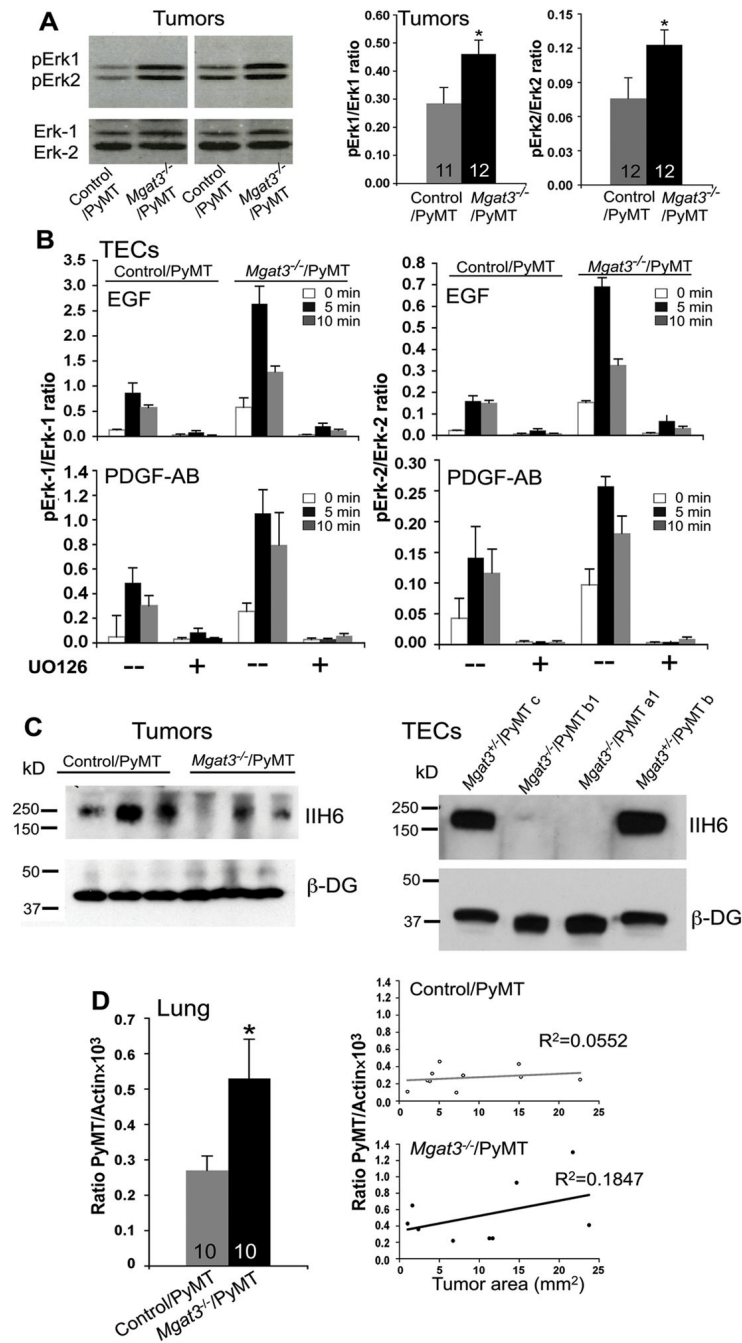 A
Tumors
pErk1
pErk2
Erk-1
Erk-2
Control
/PyMT
Mgat3-/-
/PyMT
Control
/PyMT
Mgat3-/-
/PyMT
Tumors
pErk1/Erk1 ratio
0.60
0.50
0.40
0.30
0.20
0.10
0.00
*
11
12
Control
/PyMT
Mgat3-/-
/PyMT
pErk2/Erk2 ratio
0.15
0.12
0.09
0.06
0.03
0.00
*
12
12
Control
/PyMT
Mgat3-/-
/PyMT
B
TECs
pErk-1/Erk-1 ratio
3.5
3.0
2.5
2.0
1.5
1.0
0.5
0.0
Control/PyMT
Mgat3-/-/PyMT
EGF
0 min
5 min
10 min
1.4
1.2
1.0
0.8
0.6
0.4
0.2
0.0
PDGF-AB
0 min
5 min
10 min
UO126
--
+
--
+
pErk-2/Erk-2 ratio
0.8
0.7
0.6
0.4
0.3
0.2
0.0
Control/PyMT
Mgat3-/-/PyMT
EGF
0 min
5 min
10 min
0.30
0.25
0.20
0.15
0.10
0.05
0.00
PDGF-AB
0 min
5 min
10 min
--
+
--
+
C
Tumors
kD
Control/PyMT
Mgat3-/-/PyMT
250
150
IIH6
50
37
β-DG
TECs
kD
Mgat3+/-/PyMT c
Mgat3-/-/PyMT b1
Mgat3-/-/PyMT a1
Mgat3+/-/PyMT b
250
150
IIH6
50
37
β-DG
D
Lung
Ratio PyMT/Actin×10³
0.7
0.6
0.5
0.4
0.3
0.2
0.1
0
*
10
10
Control/PyMT
Mgat3-/-/PyMT
Ratio PyMT/Actin×10³
Control/PyMT
1.4
1.2
1.0
0.8
0.6
0.4
0.2
0
R²=0.0552
0
5
10
15
20
25
Mgat3-/-/PyMT
1.4
1.2
1.0
0.8
0.6
0.4
0.2
0
R²=0.1847
0
5
10
15
20
25
Tumor area (mm²)